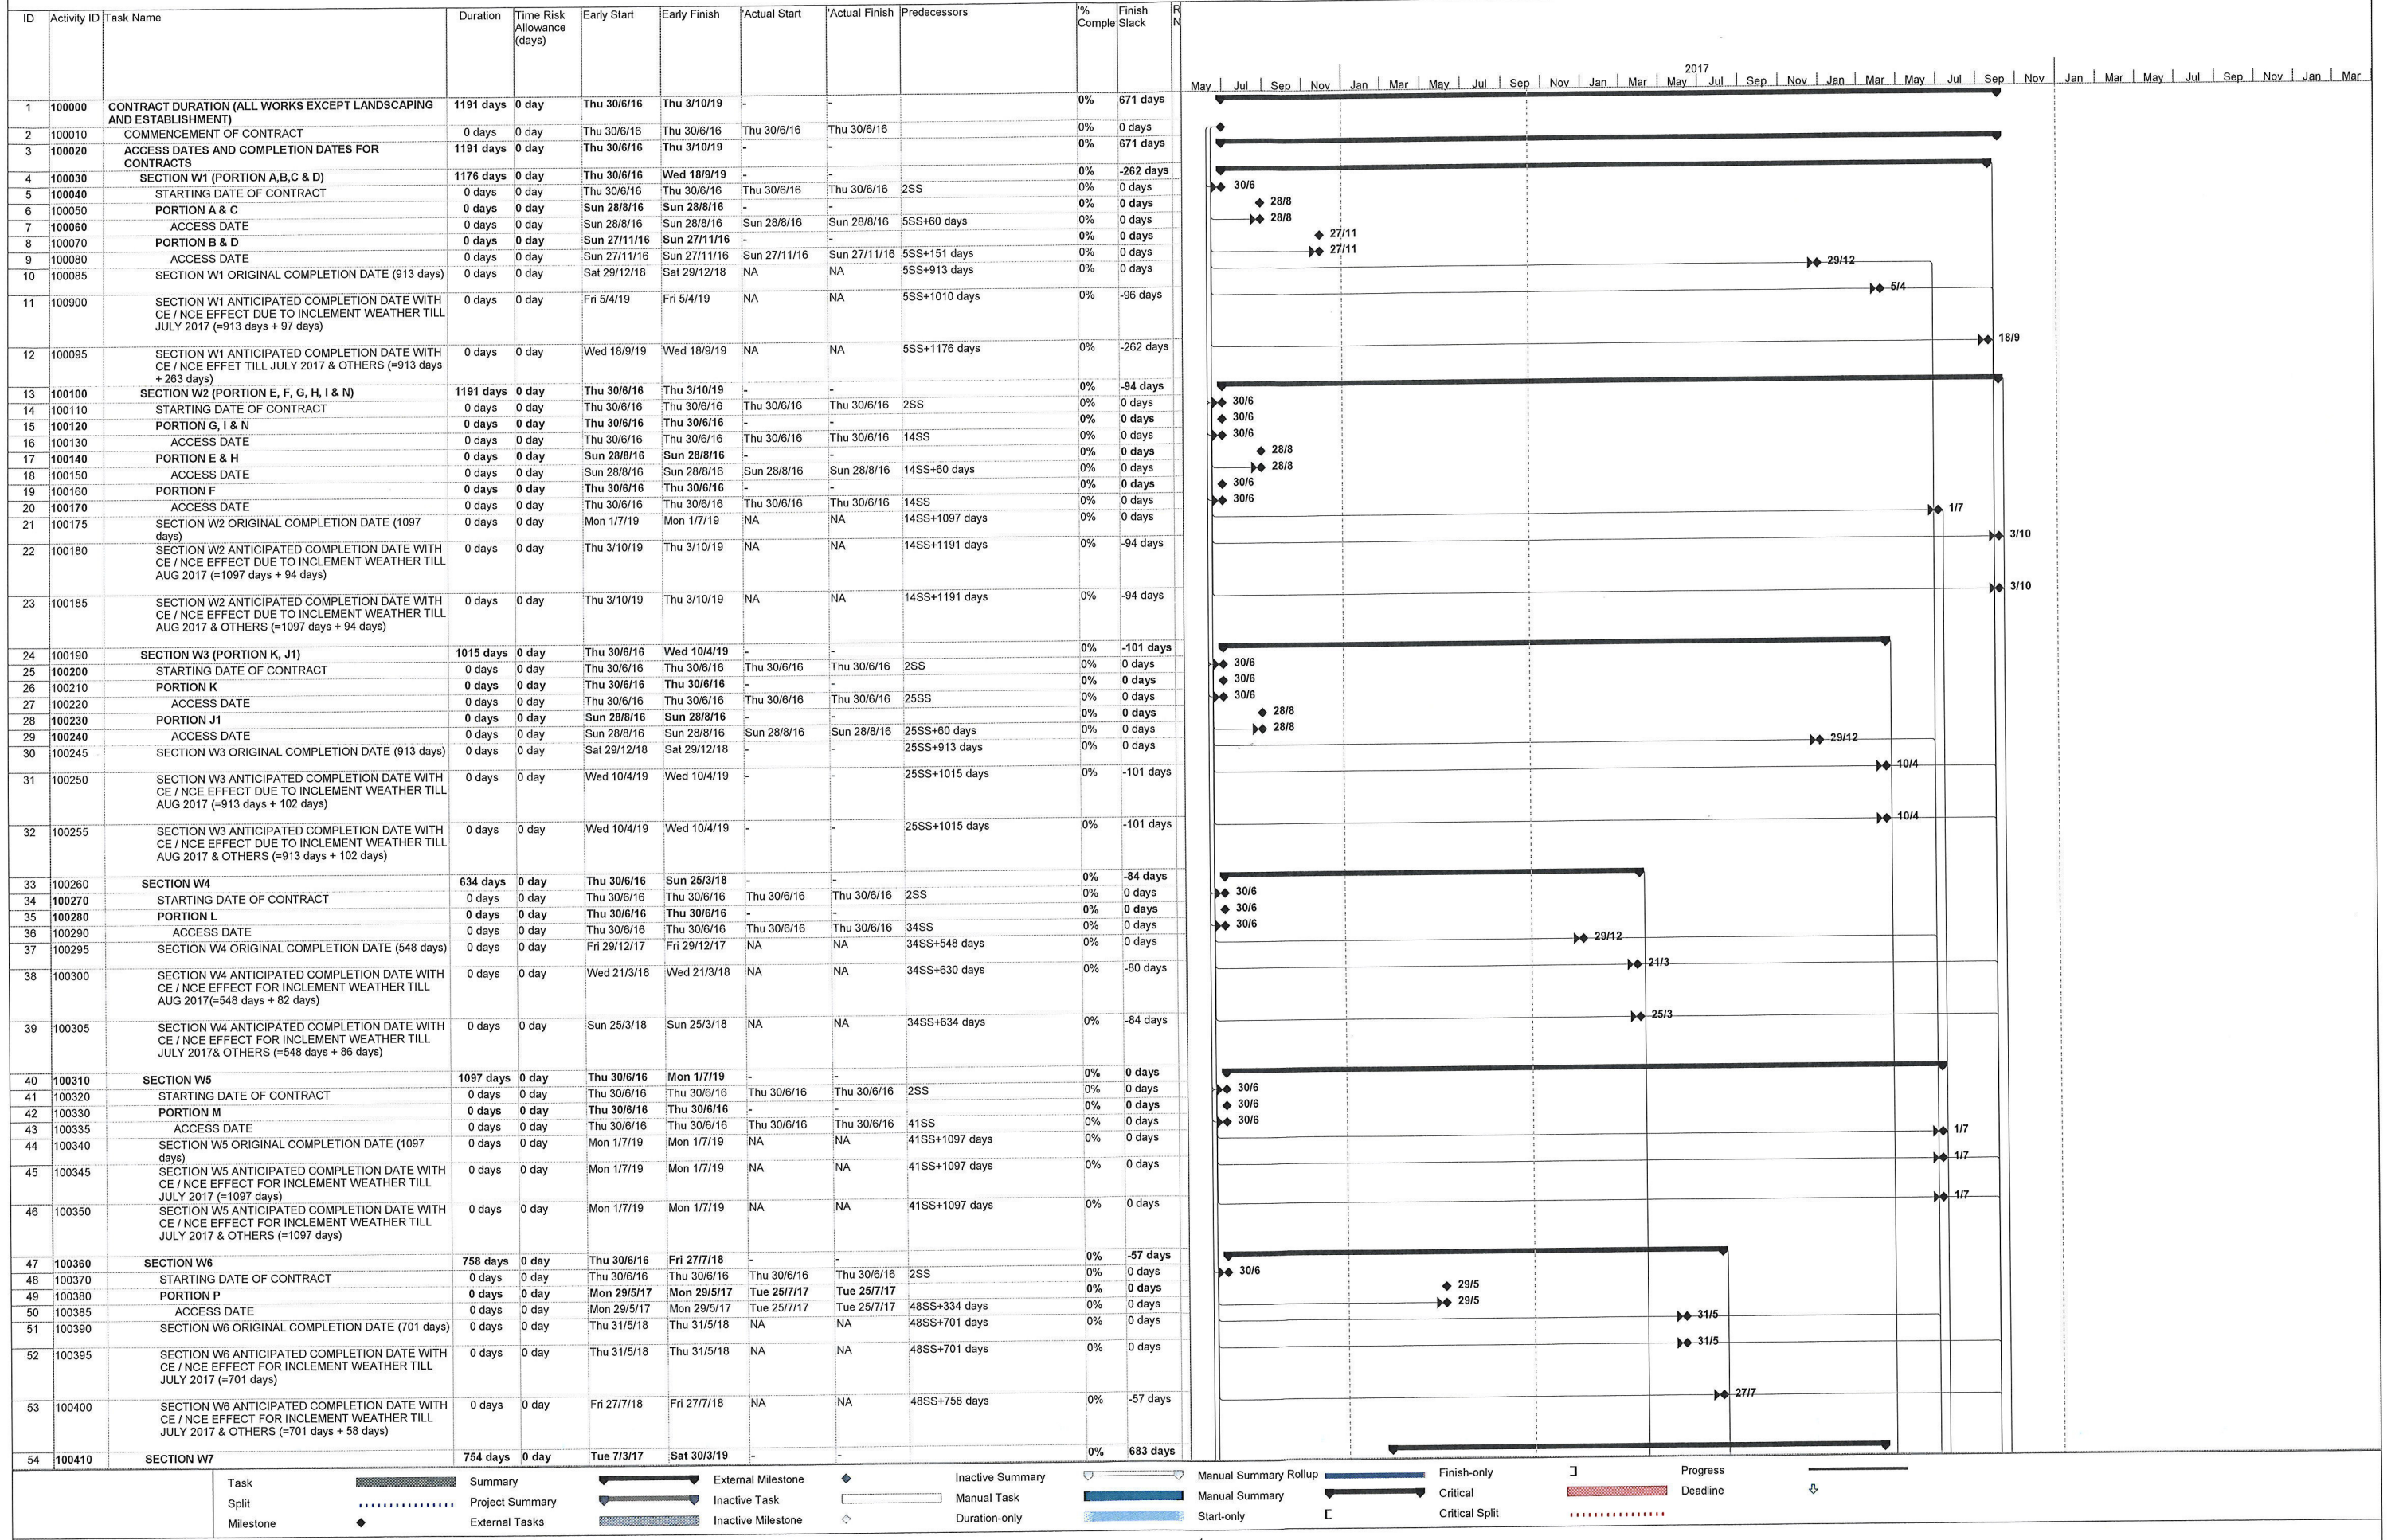 ID Activity ID Task Name Duration Time Risk Allowance (days) Early Start Early Finish 'Actual Start 'Actual Finish Predecessors '% Comple Finish Slack R N
2017
May Jul Sep Nov Jan Mar May Jul Sep Nov Jan Mar May Jul Sep Nov Jan Mar May Jul Sep Nov Jan Mar May Jul Sep Nov Jan Mar
1 100000 CONTRACT DURATION (ALL WORKS EXCEPT LANDSCAPING 1191 days 0 day Thu 30/6/16 Thu 3/10/19 - - 0% 671 days
AND ESTABLISHMENT)
2 100010 COMMENCEMENT OF CONTRACT 0 days 0 day Thu 30/6/16 Thu 30/6/16 Thu 30/6/16 Thu 30/6/16 0% 0 days
3 100020 ACCESS DATES AND COMPLETION DATES FOR 1191 days 0 day Thu 30/6/16 Thu 3/10/19 - - 0% 671 days
CONTRACTS
4 100030 SECTION W1 (PORTION A,B,C & D) 1176 days 0 day Thu 30/6/16 Wed 18/9/19 - - 0% -262 days
5 100040 STARTING DATE OF CONTRACT 0 days 0 day Thu 30/6/16 Thu 30/6/16 Thu 30/6/16 Thu 30/6/16 2SS 0% 0 days 30/6
6 100050 PORTION A & C 0 days 0 day Sun 28/8/16 Sun 28/8/16 - - 0% 0 days 28/8
7 100060 ACCESS DATE 0 days 0 day Sun 28/8/16 Sun 28/8/16 Sun 28/8/16 Sun 28/8/16 5SS+60 days 0% 0 days 28/8
8 100070 PORTION B & D 0 days 0 day Sun 27/11/16 Sun 27/11/16 - - 0% 0 days 27/11
9 100080 ACCESS DATE 0 days 0 day Sun 27/11/16 Sun 27/11/16 Sun 27/11/16 Sun 27/11/16 5SS+151 days 0% 0 days 27/11
10 100085 SECTION W1 ORIGINAL COMPLETION DATE (913 days) 0 days 0 day Sat 29/12/18 Sat 29/12/18 NA NA 5SS+913 days 0% 0 days 29/12
11 100900 SECTION W1 ANTICIPATED COMPLETION DATE WITH 0 days 0 day Fri 5/4/19 Fri 5/4/19 NA NA 5SS+1010 days 0% -96 days 5/4
CE / NCE EFFECT DUE TO INCLEMENT WEATHER TILL
JULY 2017 (=913 days + 97 days)
12 100095 SECTION W1 ANTICIPATED COMPLETION DATE WITH 0 days 0 day Wed 18/9/19 Wed 18/9/19 NA NA 5SS+1176 days 0% -262 days 18/9
CE / NCE EFFET TILL JULY 2017 & OTHERS (=913 days
+ 263 days)
13 100100 SECTION W2 (PORTION E, F, G, H, I & N) 1191 days 0 day Thu 30/6/16 Thu 3/10/19 - - 0% -94 days
14 100110 STARTING DATE OF CONTRACT 0 days 0 day Thu 30/6/16 Thu 30/6/16 Thu 30/6/16 Thu 30/6/16 2SS 0% 0 days 30/6
15 100120 PORTION G, I & N 0 days 0 day Thu 30/6/16 Thu 30/6/16 - - 0% 0 days 30/6
16 100130 ACCESS DATE 0 days 0 day Thu 30/6/16 Thu 30/6/16 Thu 30/6/16 Thu 30/6/16 14SS 0% 0 days 30/6
17 100140 PORTION E & H 0 days 0 day Sun 28/8/16 Sun 28/8/16 - - 0% 0 days 28/8
18 100150 ACCESS DATE 0 days 0 day Sun 28/8/16 Sun 28/8/16 Sun 28/8/16 Sun 28/8/16 14SS+60 days 0% 0 days 28/8
19 100160 PORTION F 0 days 0 day Thu 30/6/16 Thu 30/6/16 - - 0% 0 days 30/6
20 100170 ACCESS DATE 0 days 0 day Thu 30/6/16 Thu 30/6/16 Thu 30/6/16 Thu 30/6/16 14SS 0% 0 days 30/6
21 100175 SECTION W2 ORIGINAL COMPLETION DATE (1097 0 days 0 day Mon 1/7/19 Mon 1/7/19 NA NA 14SS+1097 days 0% 0 days 1/7
days)
22 100180 SECTION W2 ANTICIPATED COMPLETION DATE WITH 0 days 0 day Thu 3/10/19 Thu 3/10/19 NA NA 14SS+1191 days 0% -94 days 3/10
CE / NCE EFFECT DUE TO INCLEMENT WEATHER TILL
AUG 2017 (=1097 days + 94 days)
23 100185 SECTION W2 ANTICIPATED COMPLETION DATE WITH 0 days 0 day Thu 3/10/19 Thu 3/10/19 NA NA 14SS+1191 days 0% -94 days 3/10
CE / NCE EFFECT DUE TO INCLEMENT WEATHER TILL
AUG 2017 & OTHERS (=1097 days + 94 days)
24 100190 SECTION W3 (PORTION K, J1) 1015 days 0 day Thu 30/6/16 Wed 10/4/19 - - 0% -101 days
25 100200 STARTING DATE OF CONTRACT 0 days 0 day Thu 30/6/16 Thu 30/6/16 Thu 30/6/16 Thu 30/6/16 2SS 0% 0 days 30/6
26 100210 PORTION K 0 days 0 day Thu 30/6/16 Thu 30/6/16 - - 0% 0 days 30/6
27 100220 ACCESS DATE 0 days 0 day Thu 30/6/16 Thu 30/6/16 Thu 30/6/16 Thu 30/6/16 25SS 0% 0 days 30/6
28 100230 PORTION J1 0 days 0 day Sun 28/8/16 Sun 28/8/16 - - 0% 0 days 28/8
29 100240 ACCESS DATE 0 days 0 day Sun 28/8/16 Sun 28/8/16 Sun 28/8/16 Sun 28/8/16 25SS+60 days 0% 0 days 28/8
30 100245 SECTION W3 ORIGINAL COMPLETION DATE (913 days) 0 days 0 day Sat 29/12/18 Sat 29/12/18 - - 25SS+913 days 0% 0 days 29/12
31 100250 SECTION W3 ANTICIPATED COMPLETION DATE WITH 0 days 0 day Wed 10/4/19 Wed 10/4/19 - - 25SS+1015 days 0% -101 days 10/4
CE / NCE EFFECT DUE TO INCLEMENT WEATHER TILL
AUG 2017 (=913 days + 102 days)
32 100255 SECTION W3 ANTICIPATED COMPLETION DATE WITH 0 days 0 day Wed 10/4/19 Wed 10/4/19 - - 25SS+1015 days 0% -101 days 10/4
CE / NCE EFFECT DUE TO INCLEMENT WEATHER TILL
AUG 2017 & OTHERS (=913 days + 102 days)
33 100260 SECTION W4 634 days 0 day Thu 30/6/16 Sun 25/3/18 - - 0% -84 days
34 100270 STARTING DATE OF CONTRACT 0 days 0 day Thu 30/6/16 Thu 30/6/16 Thu 30/6/16 Thu 30/6/16 2SS 0% 0 days 30/6
35 100280 PORTION L 0 days 0 day Thu 30/6/16 Thu 30/6/16 - - 0% 0 days 30/6
36 100290 ACCESS DATE 0 days 0 day Thu 30/6/16 Thu 30/6/16 Thu 30/6/16 Thu 30/6/16 34SS 0% 0 days 30/6
37 100295 SECTION W4 ORIGINAL COMPLETION DATE (548 days) 0 days 0 day Fri 29/12/17 Fri 29/12/17 NA NA 34SS+548 days 0% 0 days 29/12
38 100300 SECTION W4 ANTICIPATED COMPLETION DATE WITH 0 days 0 day Wed 21/3/18 Wed 21/3/18 NA NA 34SS+630 days 0% -80 days 21/3
CE / NCE EFFECT FOR INCLEMENT WEATHER TILL
AUG 2017(=548 days + 82 days)
39 100305 SECTION W4 ANTICIPATED COMPLETION DATE WITH 0 days 0 day Sun 25/3/18 Sun 25/3/18 NA NA 34SS+634 days 0% -84 days 25/3
CE / NCE EFFECT FOR INCLEMENT WEATHER TILL
JULY 2017& OTHERS (=548 days + 86 days)
40 100310 SECTION W5 1097 days 0 day Thu 30/6/16 Mon 1/7/19 - - 0% 0 days
41 100320 STARTING DATE OF CONTRACT 0 days 0 day Thu 30/6/16 Thu 30/6/16 Thu 30/6/16 Thu 30/6/16 2SS 0% 0 days 30/6
42 100330 PORTION M 0 days 0 day Thu 30/6/16 Thu 30/6/16 - - 0% 0 days 30/6
43 100335 ACCESS DATE 0 days 0 day Thu 30/6/16 Thu 30/6/16 Thu 30/6/16 Thu 30/6/16 41SS 0% 0 days 30/6
44 100340 SECTION W5 ORIGINAL COMPLETION DATE (1097 0 days 0 day Mon 1/7/19 Mon 1/7/19 NA NA 41SS+1097 days 0% 0 days 1/7
days)
45 100345 SECTION W5 ANTICIPATED COMPLETION DATE WITH 0 days 0 day Mon 1/7/19 Mon 1/7/19 NA NA 41SS+1097 days 0% 0 days 1/7
CE / NCE EFFECT FOR INCLEMENT WEATHER TILL
JULY 2017 (=1097 days)
46 100350 SECTION W5 ANTICIPATED COMPLETION DATE WITH 0 days 0 day Mon 1/7/19 Mon 1/7/19 NA NA 41SS+1097 days 0% 0 days 1/7
CE / NCE EFFECT FOR INCLEMENT WEATHER TILL
JULY 2017 & OTHERS (=1097 days)
47 100360 SECTION W6 758 days 0 day Thu 30/6/16 Fri 27/7/18 - - 0% -57 days
48 100370 STARTING DATE OF CONTRACT 0 days 0 day Thu 30/6/16 Thu 30/6/16 Thu 30/6/16 Thu 30/6/16 2SS 0% 0 days 30/6
49 100380 PORTION P 0 days 0 day Mon 29/5/17 Mon 29/5/17 Tue 25/7/17 Tue 25/7/17 0% 0 days 29/5
50 100385 ACCESS DATE 0 days 0 day Mon 29/5/17 Mon 29/5/17 Tue 25/7/17 Tue 25/7/17 48SS+334 days 0% 0 days 29/5
51 100390 SECTION W6 ORIGINAL COMPLETION DATE (701 days) 0 days 0 day Thu 31/5/18 Thu 31/5/18 NA NA 48SS+701 days 0% 0 days 31/5
52 100395 SECTION W6 ANTICIPATED COMPLETION DATE WITH 0 days 0 day Thu 31/5/18 Thu 31/5/18 NA NA 48SS+701 days 0% 0 days 31/5
CE / NCE EFFECT FOR INCLEMENT WEATHER TILL
JULY 2017 (=701 days)
53 100400 SECTION W6 ANTICIPATED COMPLETION DATE WITH 0 days 0 day Fri 27/7/18 Fri 27/7/18 NA NA 48SS+758 days 0% -57 days 27/7
CE / NCE EFFECT FOR INCLEMENT WEATHER TILL
JULY 2017 & OTHERS (=701 days + 58 days)
54 100410 SECTION W7 754 days 0 day Tue 7/3/17 Sat 30/3/19 - - 0% 683 days
Task Summary External Milestone Inactive Summary Manual Summary Rollup Finish-only Progress
Split Project Summary Inactive Task Manual Task Manual Summary Critical Deadline
Milestone External Tasks Inactive Milestone Duration-only Start-only Critical Split